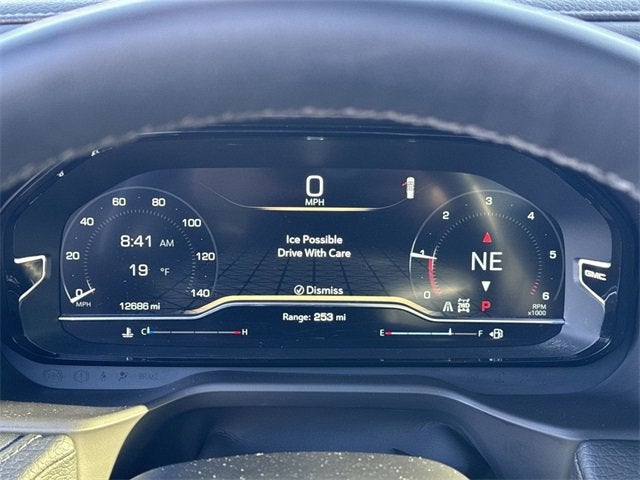 0
MPH
Ice Possible
Drive With Care
Dismiss
Range: 253 mi
0 20 40 60 80 100 120 140
MPH
8:41 AM
19 °F
12686 mi
C H
0 1 2 3 4 5 6
NE
P
RPM
x1000
E F
GMC